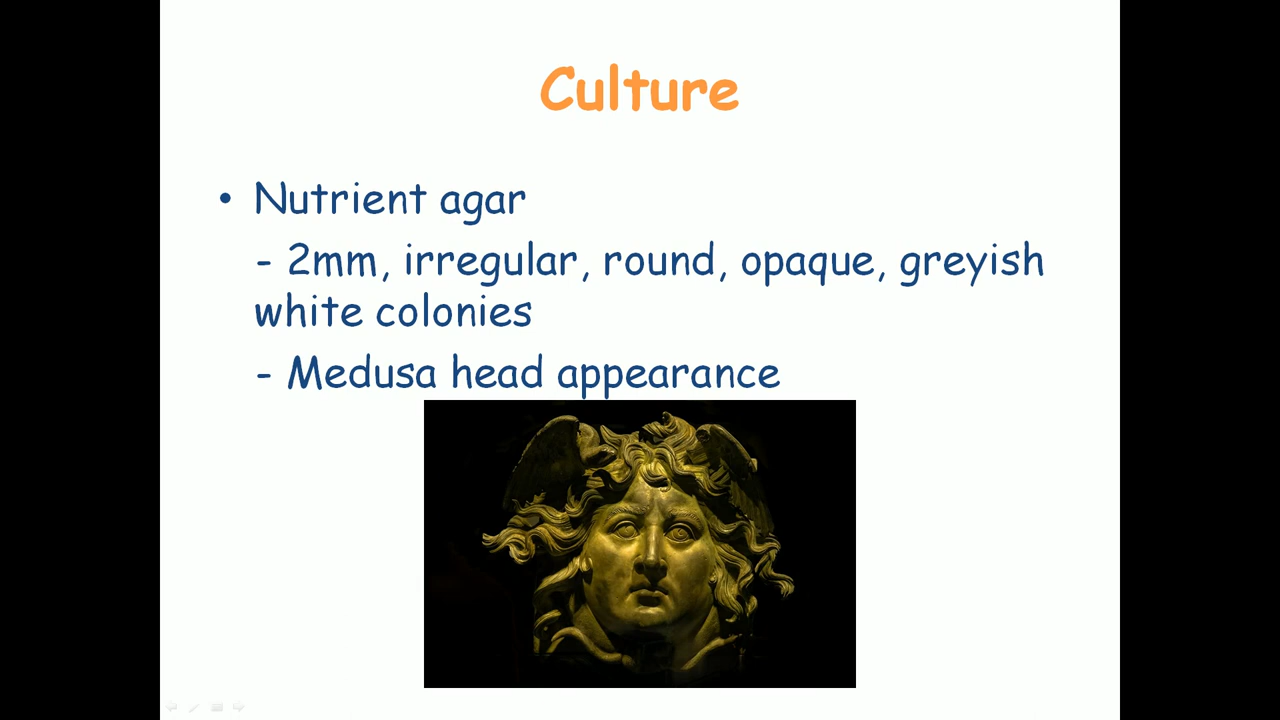 Culture
• Nutrient agar
- 2mm, irregular, round, opaque, greyish
white colonies
- Medusa head appearance